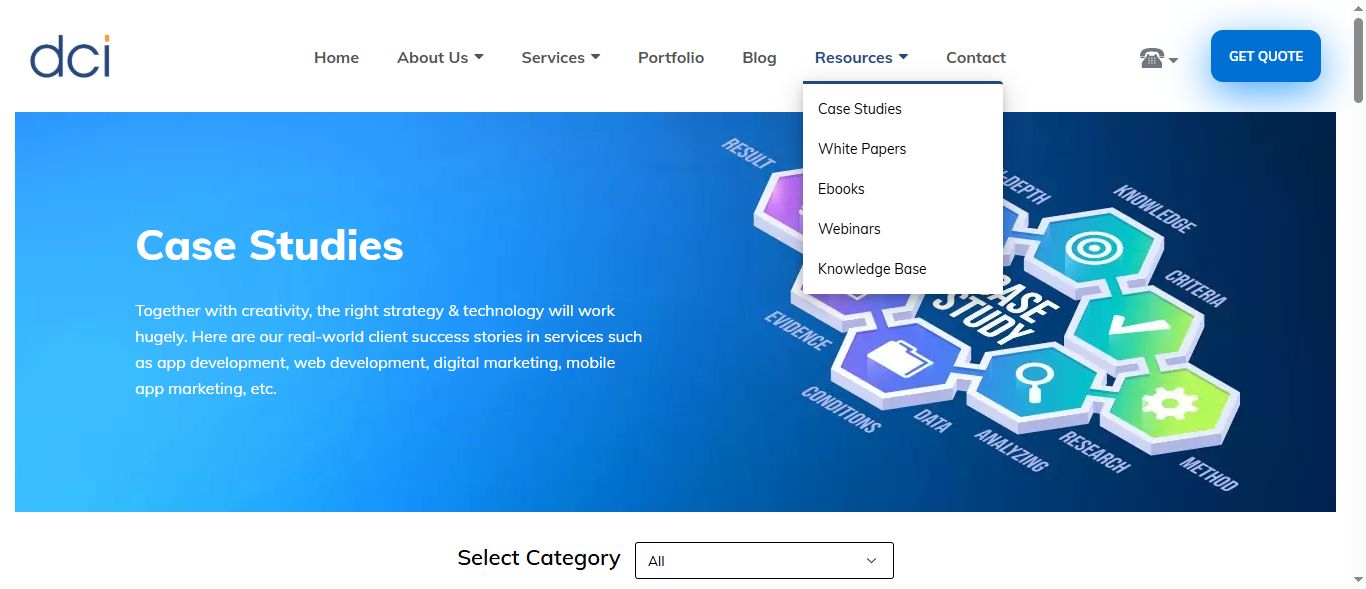 dci
Home
About Us
Services
Portfolio
Blog
Resources
Contact
GET QUOTE
Case Studies
White Papers
Ebooks
Webinars
Knowledge Base
Case Studies
Together with creativity, the right strategy & technology will work
hugely. Here are our real-world client success stories in services such
as app development, web development, digital marketing, mobile
app marketing, etc.
RESULT
KNOWLEDGE
CRITERIA
STUDY
EVIDENCE
CONDITIONS
DATA
ANALYZING
RESEARCH
METHOD
Select Category
All